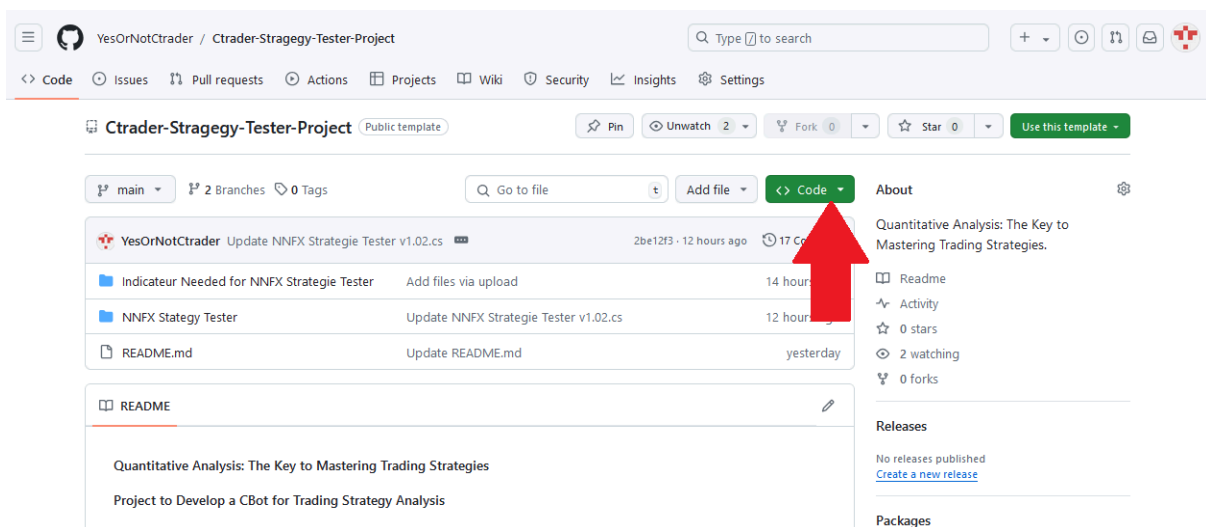 YesOrNotCtrader / Ctrader-Stragegy-Tester-Project Type / to search
<> Code Issues Pull requests Actions Projects Wiki Security Insights Settings
Ctrader-Stragegy-Tester-Project Public template Pin Unwatch 2 Fork 0 Star 0 Use this template
main 2 Branches 0 Tags Go to file t Add file <> Code
YesOrNotCtrader Update NNFX Strategie Tester v1.02.cs 2be12f3 · 12 hours ago 17
Indicateur Needed for NNFX Strategie Tester Add files via upload 14
NNFX Stategy Tester Update NNFX Strategie Tester v1.02.cs 12
README.md Update README.md yesterday
README
Quantitative Analysis: The Key to Mastering Trading Strategies
Project to Develop a CBot for Trading Strategy Analysis
About
Quantitative Analysis: The Key to
Mastering Trading Strategies.
Readme
Activity
0 stars
2 watching
0 forks
Releases
No releases published
Create a new release
Packages